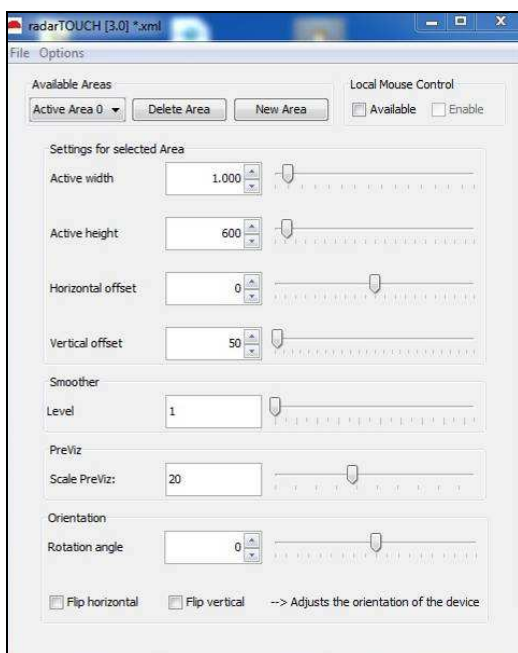 radarTOUCH [3.0] *.xml
File Options
Available Areas
Local Mouse Control
Active Area 0
Delete Area
New Area
Available
Enable
Settings for selected Area
Active width 1.000
Active height 600
Horizontal offset 0
Vertical offset 50
Smoother
Level 1
PreViz
Scale PreViz: 20
Orientation
Rotation angle 0
Flip horizontal Flip vertical --> Adjusts the orientation of the device